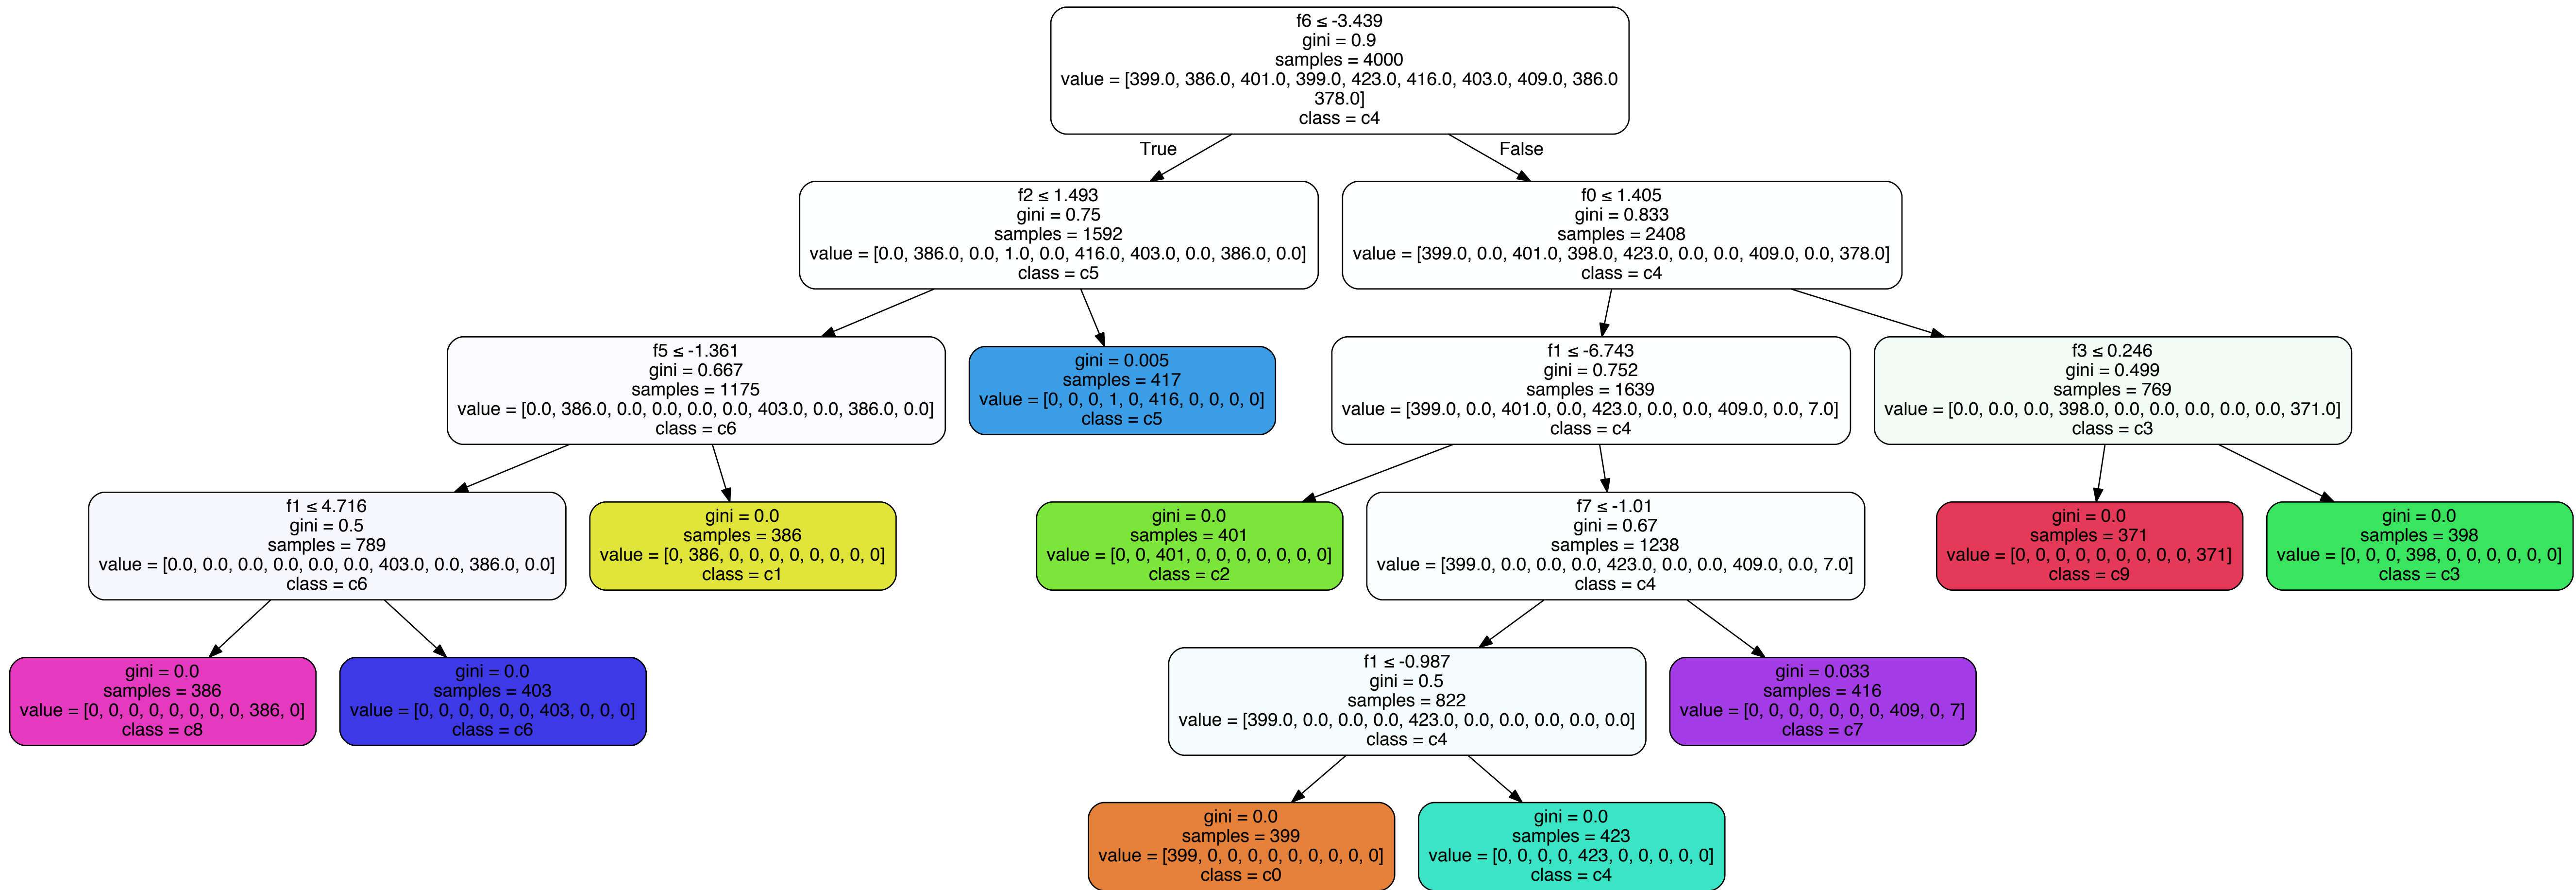 f6 ≤ -3.439
gini = 0.9
samples = 4000
value = [399.0, 386.0, 401.0, 399.0, 423.0, 416.0, 403.0, 409.0, 386.0
378.0]
class = c4
True
False
f2 ≤ 1.493
gini = 0.75
samples = 1592
value = [0.0, 386.0, 0.0, 1.0, 0.0, 416.0, 403.0, 0.0, 386.0, 0.0]
class = c5
f0 ≤ 1.405
gini = 0.833
samples = 2408
value = [399.0, 0.0, 401.0, 398.0, 423.0, 0.0, 0.0, 409.0, 0.0, 378.0]
class = c4
f5 ≤ -1.361
gini = 0.667
samples = 1175
value = [0.0, 386.0, 0.0, 0.0, 0.0, 0.0, 403.0, 0.0, 386.0, 0.0]
class = c6
gini = 0.005
samples = 417
value = [0, 0, 0, 1, 0, 416, 0, 0, 0, 0]
class = c5
f1 ≤ -6.743
gini = 0.752
samples = 1639
value = [399.0, 0.0, 401.0, 0.0, 423.0, 0.0, 0.0, 409.0, 0.0, 7.0]
class = c4
f3 ≤ 0.246
gini = 0.499
samples = 769
value = [0.0, 0.0, 0.0, 398.0, 0.0, 0.0, 0.0, 0.0, 0.0, 371.0]
class = c3
f1 ≤ 4.716
gini = 0.5
samples = 789
value = [0.0, 0.0, 0.0, 0.0, 0.0, 0.0, 403.0, 0.0, 386.0, 0.0]
class = c6
gini = 0.0
samples = 386
value = [0, 386, 0, 0, 0, 0, 0, 0, 0, 0]
class = c1
gini = 0.0
samples = 401
value = [0, 0, 401, 0, 0, 0, 0, 0, 0, 0]
class = c2
f7 ≤ -1.01
gini = 0.67
samples = 1238
value = [399.0, 0.0, 0.0, 0.0, 423.0, 0.0, 0.0, 409.0, 0.0, 7.0]
class = c4
gini = 0.0
samples = 371
value = [0, 0, 0, 0, 0, 0, 0, 0, 0, 371]
class = c9
gini = 0.0
samples = 398
value = [0, 0, 0, 398, 0, 0, 0, 0, 0, 0]
class = c3
gini = 0.0
samples = 386
value = [0, 0, 0, 0, 0, 0, 0, 0, 386, 0]
class = c8
gini = 0.0
samples = 403
value = [0, 0, 0, 0, 0, 0, 403, 0, 0, 0]
class = c6
f1 ≤ -0.987
gini = 0.5
samples = 822
value = [399.0, 0.0, 0.0, 0.0, 423.0, 0.0, 0.0, 0.0, 0.0, 0.0]
class = c4
gini = 0.033
samples = 416
value = [0, 0, 0, 0, 0, 0, 0, 409, 0, 7]
class = c7
gini = 0.0
samples = 399
value = [399, 0, 0, 0, 0, 0, 0, 0, 0, 0]
class = c0
gini = 0.0
samples = 423
value = [0, 0, 0, 0, 423, 0, 0, 0, 0, 0]
class = c4